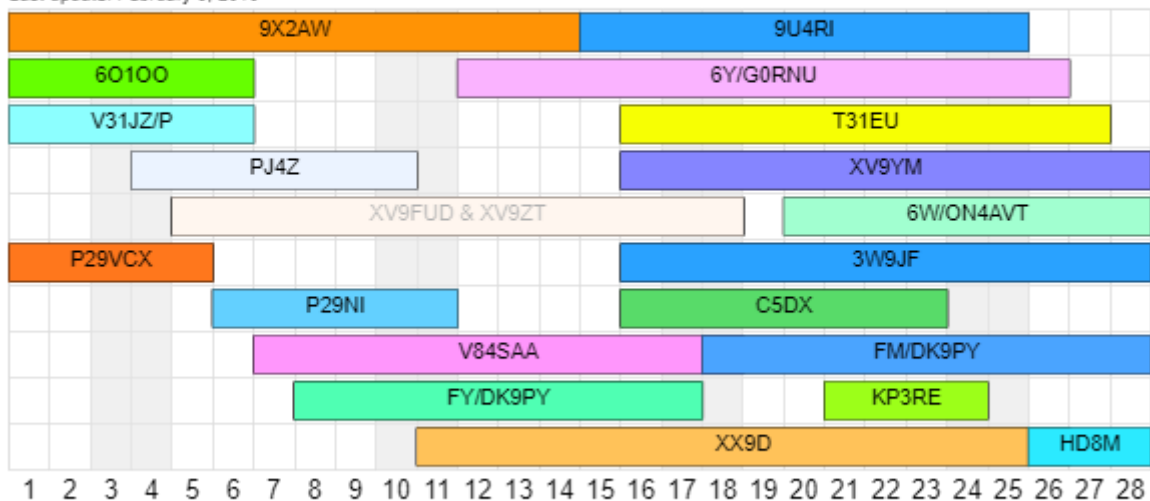 9X2AW 9U4RI
6O1OO 6Y/G0RNU
V31JZ/P T31EU
PJ4Z XV9YM
XV9FUD & XV9ZT 6W/ON4AVT
P29VCX 3W9JF
P29NI C5DX
V84SAA FM/DK9PY
FY/DK9PY KP3RE
XX9D HD8M
1 2 3 4 5 6 7 8 9 10 11 12 13 14 15 16 17 18 19 20 21 22 23 24 25 26 27 28